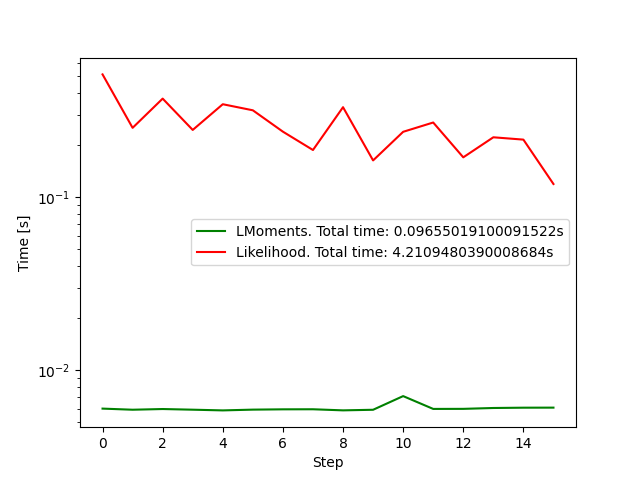 Time [s]
10⁻¹
10⁻²
LMoments. Total time: 0.09655019100091522s
Likelihood. Total time: 4.2109480390008684s
0 2 4 6 8 10 12 14
Step